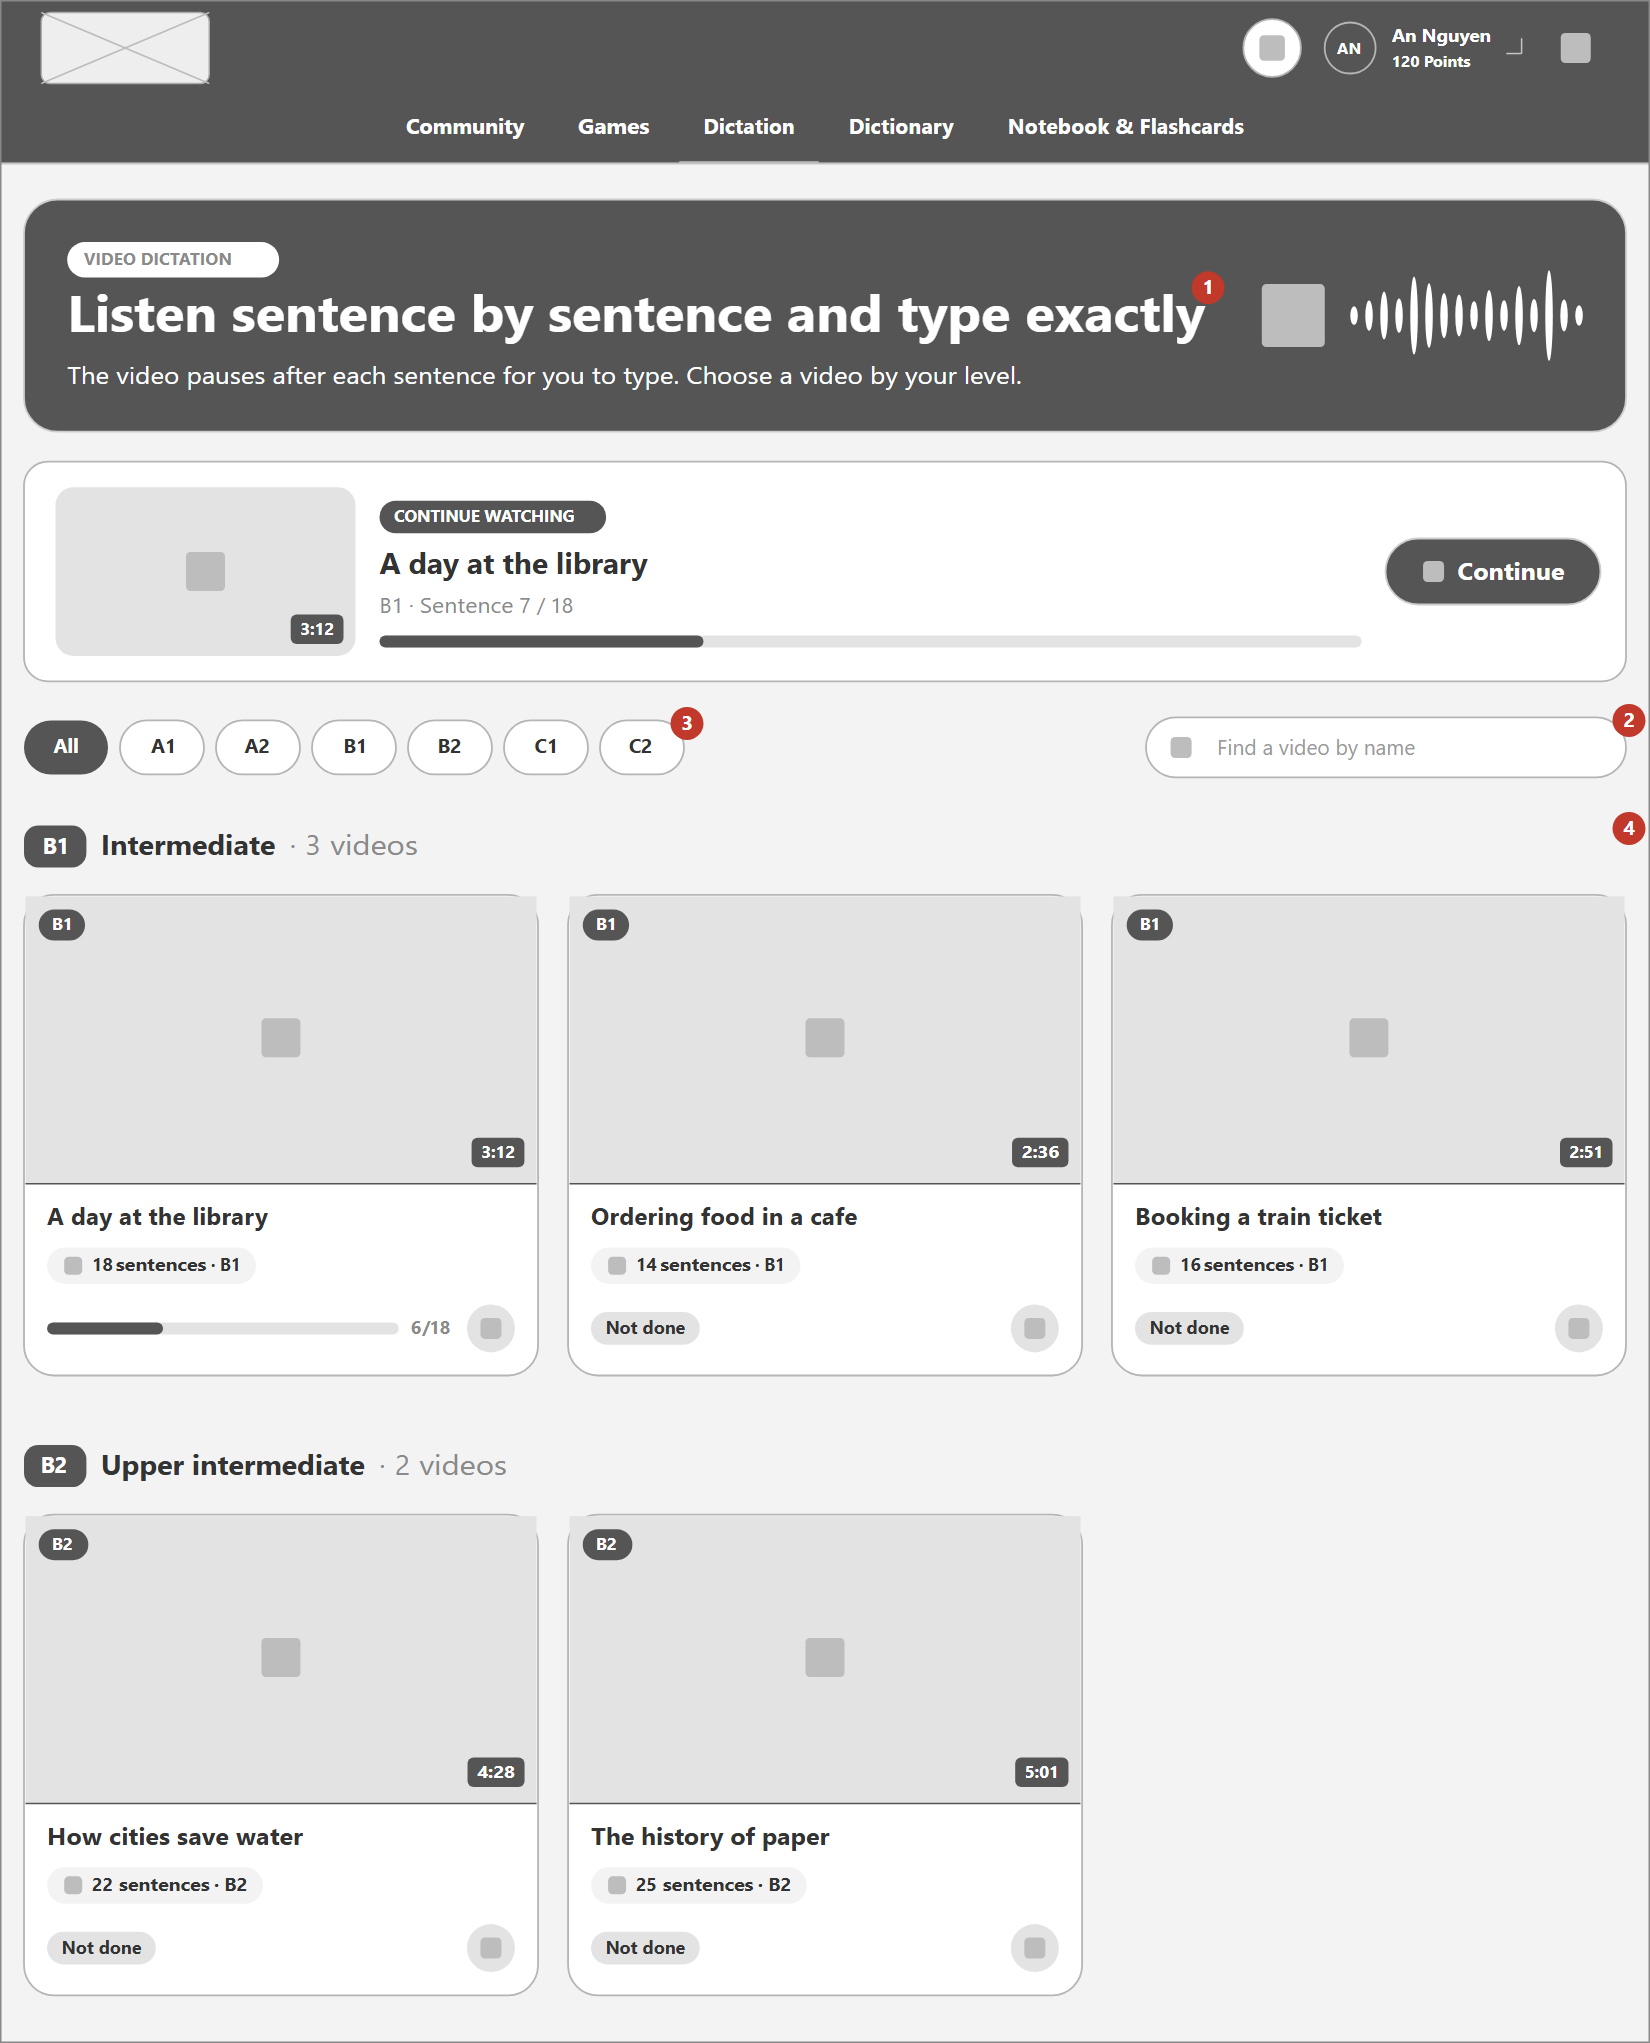 AN
An Nguyen
120 Points
Community
Games
Dictation
Dictionary
Notebook & Flashcards
VIDEO DICTATION
Listen sentence by sentence and type exactly
1
The video pauses after each sentence for you to type. Choose a video by your level.
CONTINUE WATCHING
A day at the library
B1 · Sentence 7 / 18
3:12
Continue
All
A1
A2
B1
B2
C1
C2
3
Find a video by name
2
B1 Intermediate · 3 videos
4
B1
3:12
A day at the library
18 sentences · B1
6/18
B1
2:36
Ordering food in a cafe
14 sentences · B1
Not done
B1
2:51
Booking a train ticket
16 sentences · B1
Not done
B2 Upper intermediate · 2 videos
B2
4:28
How cities save water
22 sentences · B2
Not done
B2
5:01
The history of paper
25 sentences · B2
Not done